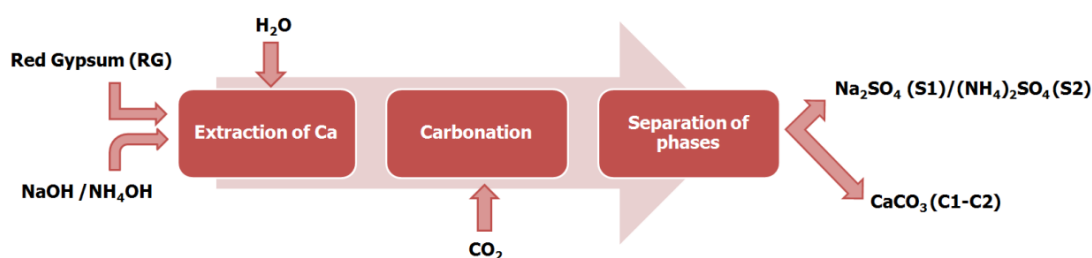 H₂O
Red Gypsum (RG)
NaOH /NH₄OH
Extraction of Ca
Carbonation
CO₂
Separation of
phases
Na₂SO₄ (S1)/(NH₄)₂SO₄(S2)
CaCO₃(C1-C2)